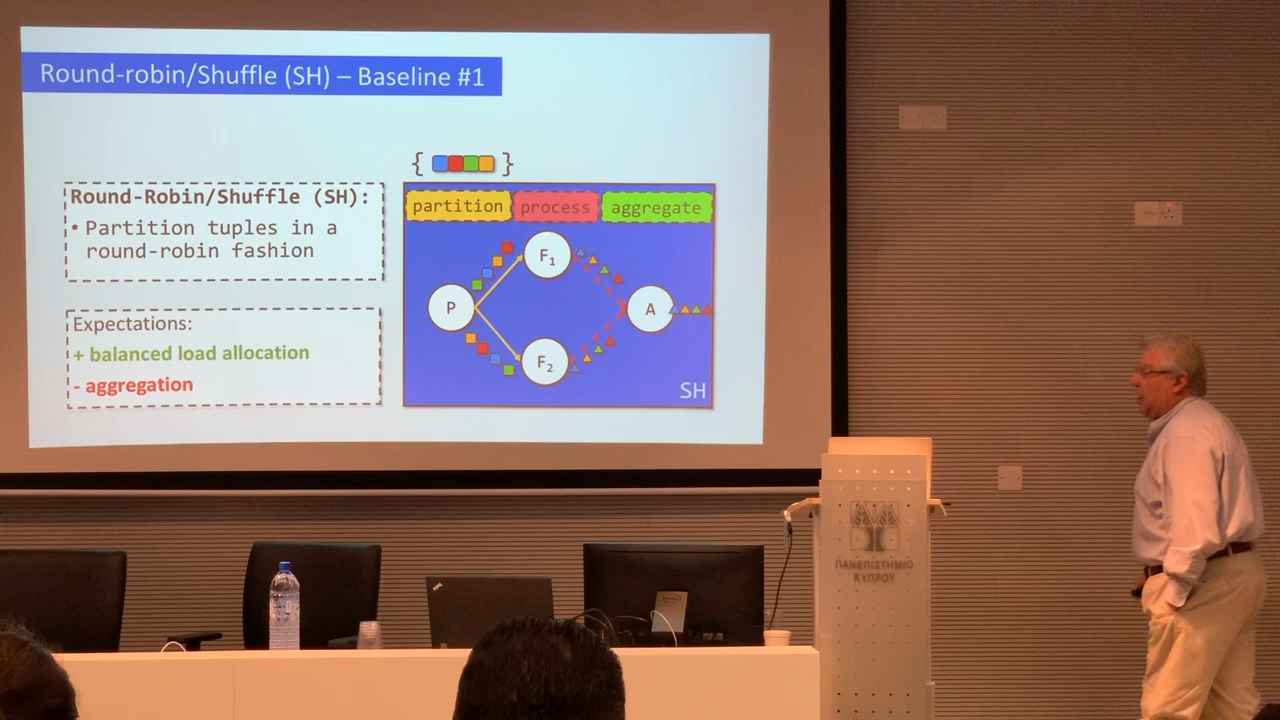 Round-robin/Shuffle (SH) – Baseline #1
Round-Robin/Shuffle (SH):
• Partition tuples in a
round-robin fashion
Expectations:
+ balanced load allocation
- aggregation
{ }
partition process aggregate
F1
P
A
F2
SH
ΠΑΝΕΠΙΣΤΗΜΙΟ
ΚΥΠΡΟΥ